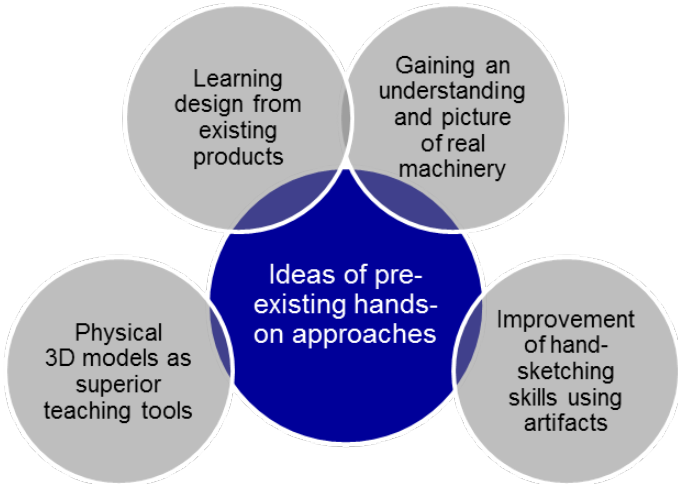 Learning
design from
existing
products
Gaining an
understanding
and picture
of real
machinery
Ideas of pre-
existing hands-
on approaches
Physical
3D models as
superior
teaching tools
Improvement
of hand-
sketching
skills using
artifacts